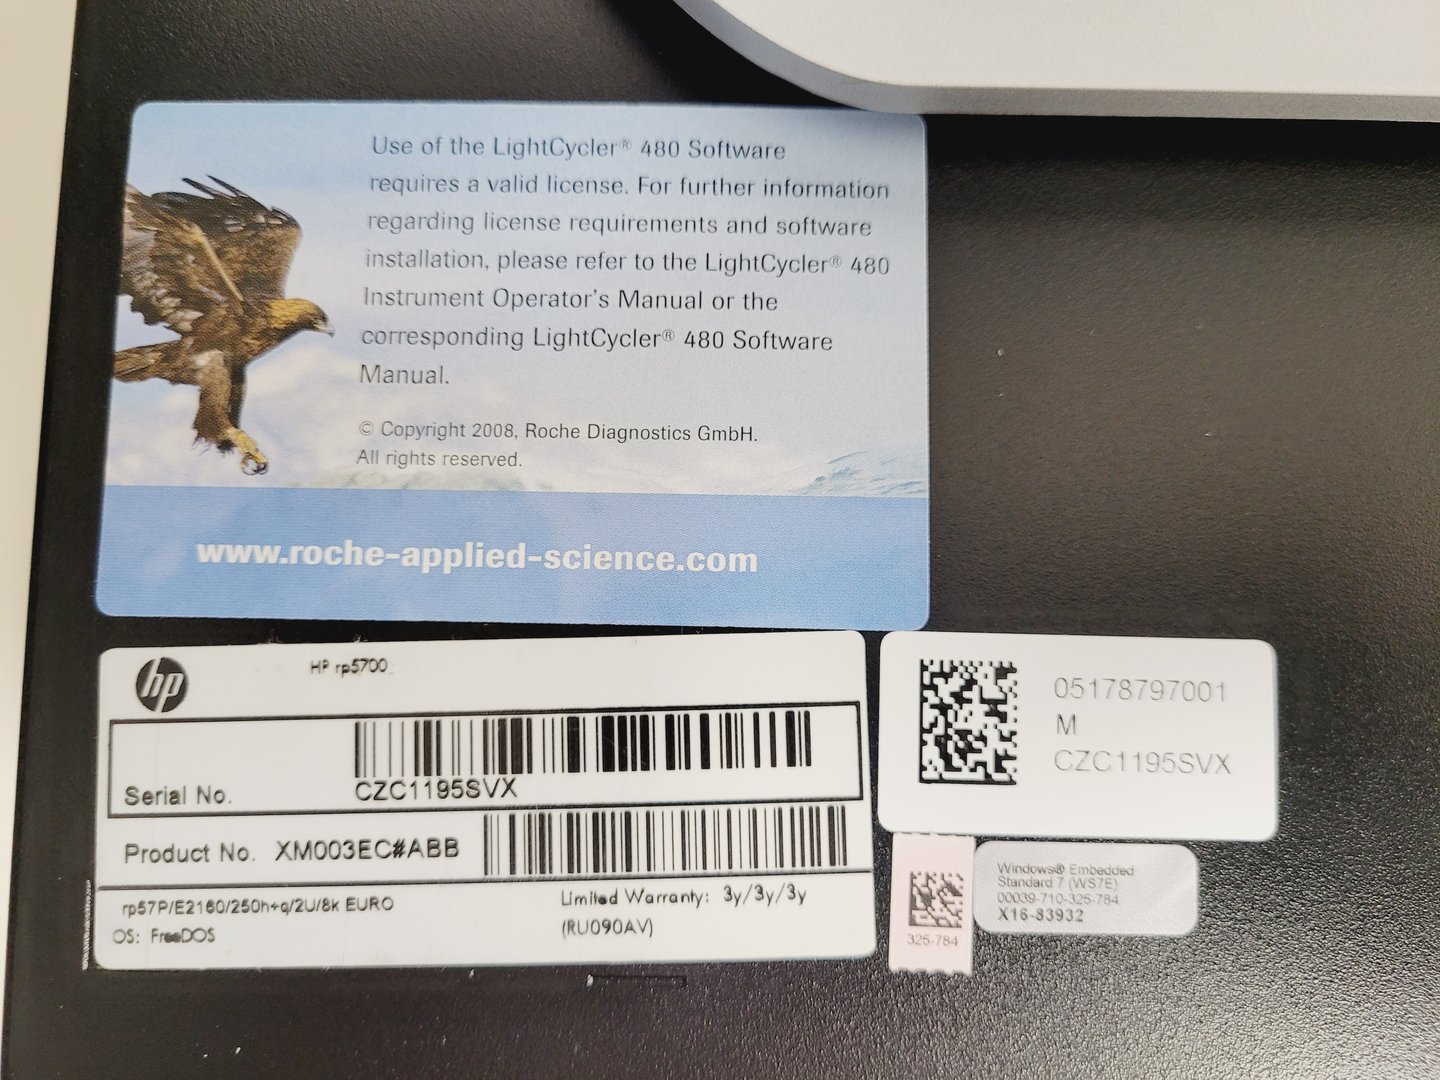 Use of the LightCycler® 480 Software
requires a valid license. For further information
regarding license requirements and software
installation, please refer to the LightCycler® 480
Instrument Operator's Manual or the
corresponding LightCycler® 480 Software
Manual.
© Copyright 2008, Roche Diagnostics GmbH.
All rights reserved.
www.roche-applied-science.com
hp
HP rp5700
Serial No.
CZC1195SVX
Product No. XM003EC#ABB
rp57P/E2160/250h+q/2U/8k EURO
OS: FreeDOS
Limited Warranty: 3y/3y/3y
(RU090AV)
05178797001
M
CZC1195SVX
325-784
Windows® Embedded
Standard 7 (WS7E)
00039-710-325-784
X16-83932